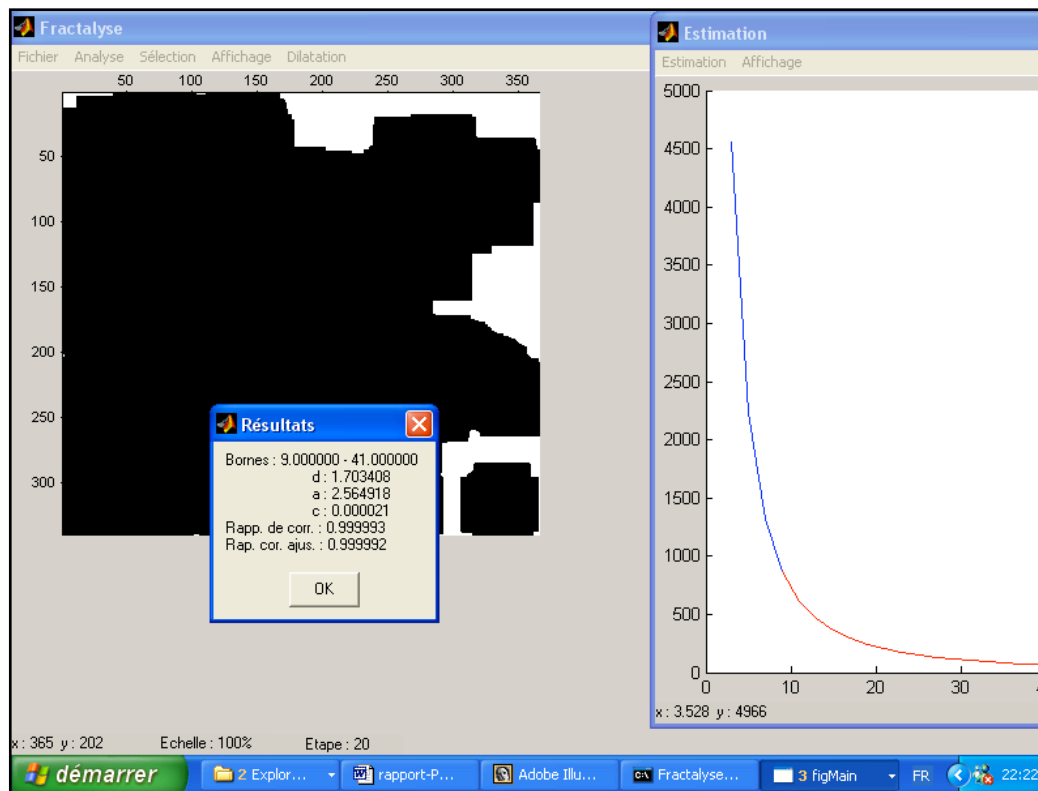 Fractalyse
Fichier Analyse Sélection Affichage Dilatation
50 100 150 200 250 300 350
50
100
150
200
250
300
Résultats
Bornes : 9.000000 - 41.000000
d : 1.703408
a : 2.564918
c : 0.000021
Rapp. de corr. : 0.999993
Rap. cor. ajus. : 0.999992
OK
x : 365 y : 202 Echelle : 100% Etape : 20
Estimation
Estimation Affichage
5000
4500
4000
3500
3000
2500
2000
1500
1000
500
0
0 10 20 30
x : 3.528 y : 4966
démarrer 2 Explor... rapport-P... Adobe Illu... Fractalyse... 3 figMain FR 22:22